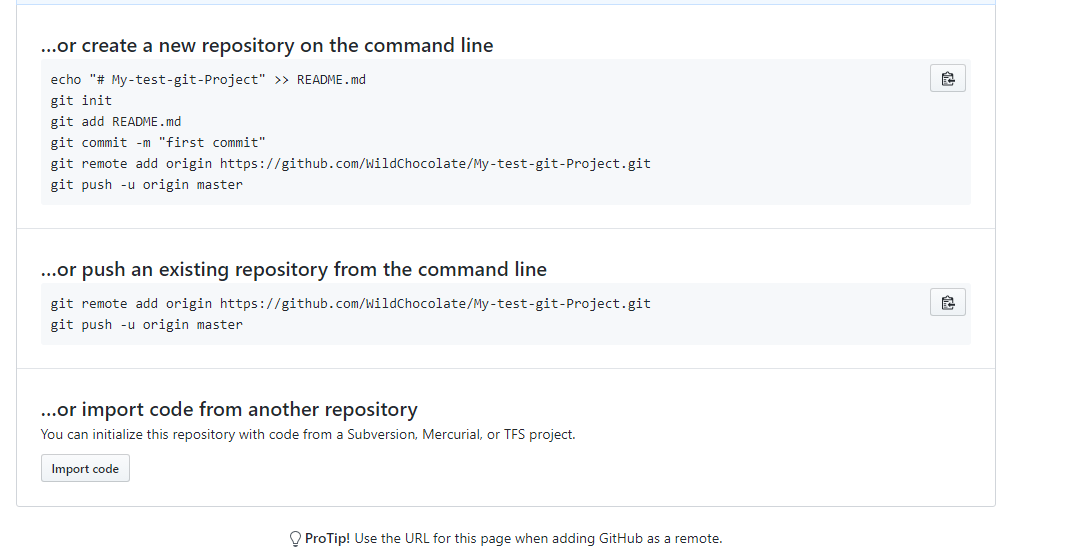 ...or create a new repository on the command line
echo "# My-test-git-Project" >> README.md
git init
git add README.md
git commit -m "first commit"
git remote add origin https://github.com/WildChocolate/My-test-git-Project.git
git push -u origin master
...or push an existing repository from the command line
git remote add origin https://github.com/WildChocolate/My-test-git-Project.git
git push -u origin master
...or import code from another repository
You can initialize this repository with code from a Subversion, Mercurial, or TFS project.
Import code
ProTip! Use the URL for this page when adding GitHub as a remote.